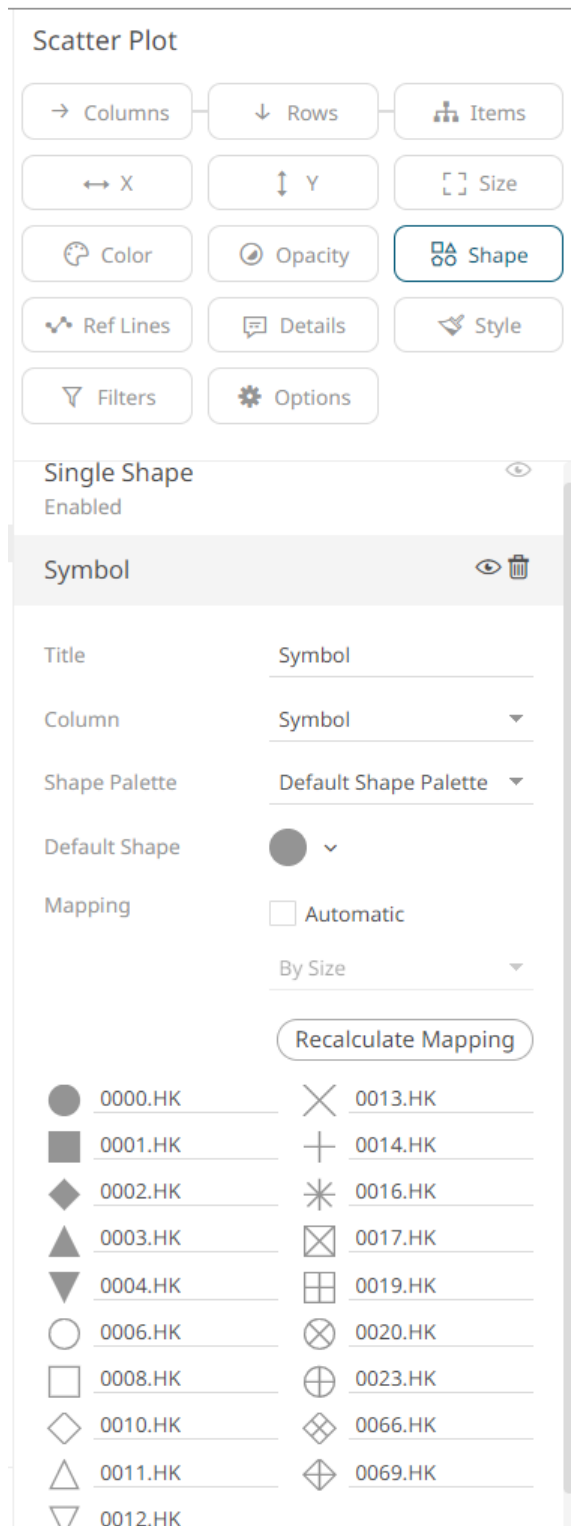 Scatter Plot
Columns Rows Items
X Y Size
Color Opacity Shape
Ref Lines Details Style
Filters Options
Single Shape
Enabled
Symbol
Title Symbol
Column Symbol
Shape Palette Default Shape Palette
Default Shape
Mapping Automatic
By Size
Recalculate Mapping
0000.HK 0013.HK
0001.HK 0014.HK
0002.HK 0016.HK
0003.HK 0017.HK
0004.HK 0019.HK
0006.HK 0020.HK
0008.HK 0023.HK
0010.HK 0066.HK
0011.HK 0069.HK
0012.HK